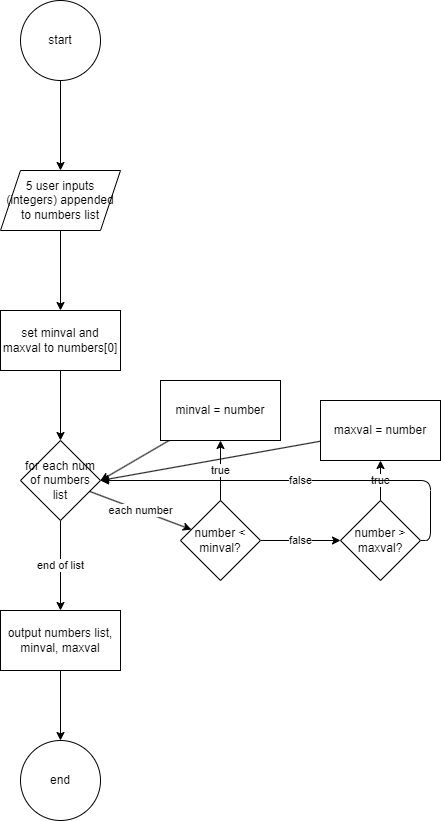 start
5 user inputs
(integers) appended
to numbers list
set minval and
maxval to numbers[0]
minval = number
maxval = number
for each num
of numbers
list
true
false
true
each number
number <
minval?
false
number >
maxval?
end of list
output numbers list,
minval, maxval
end